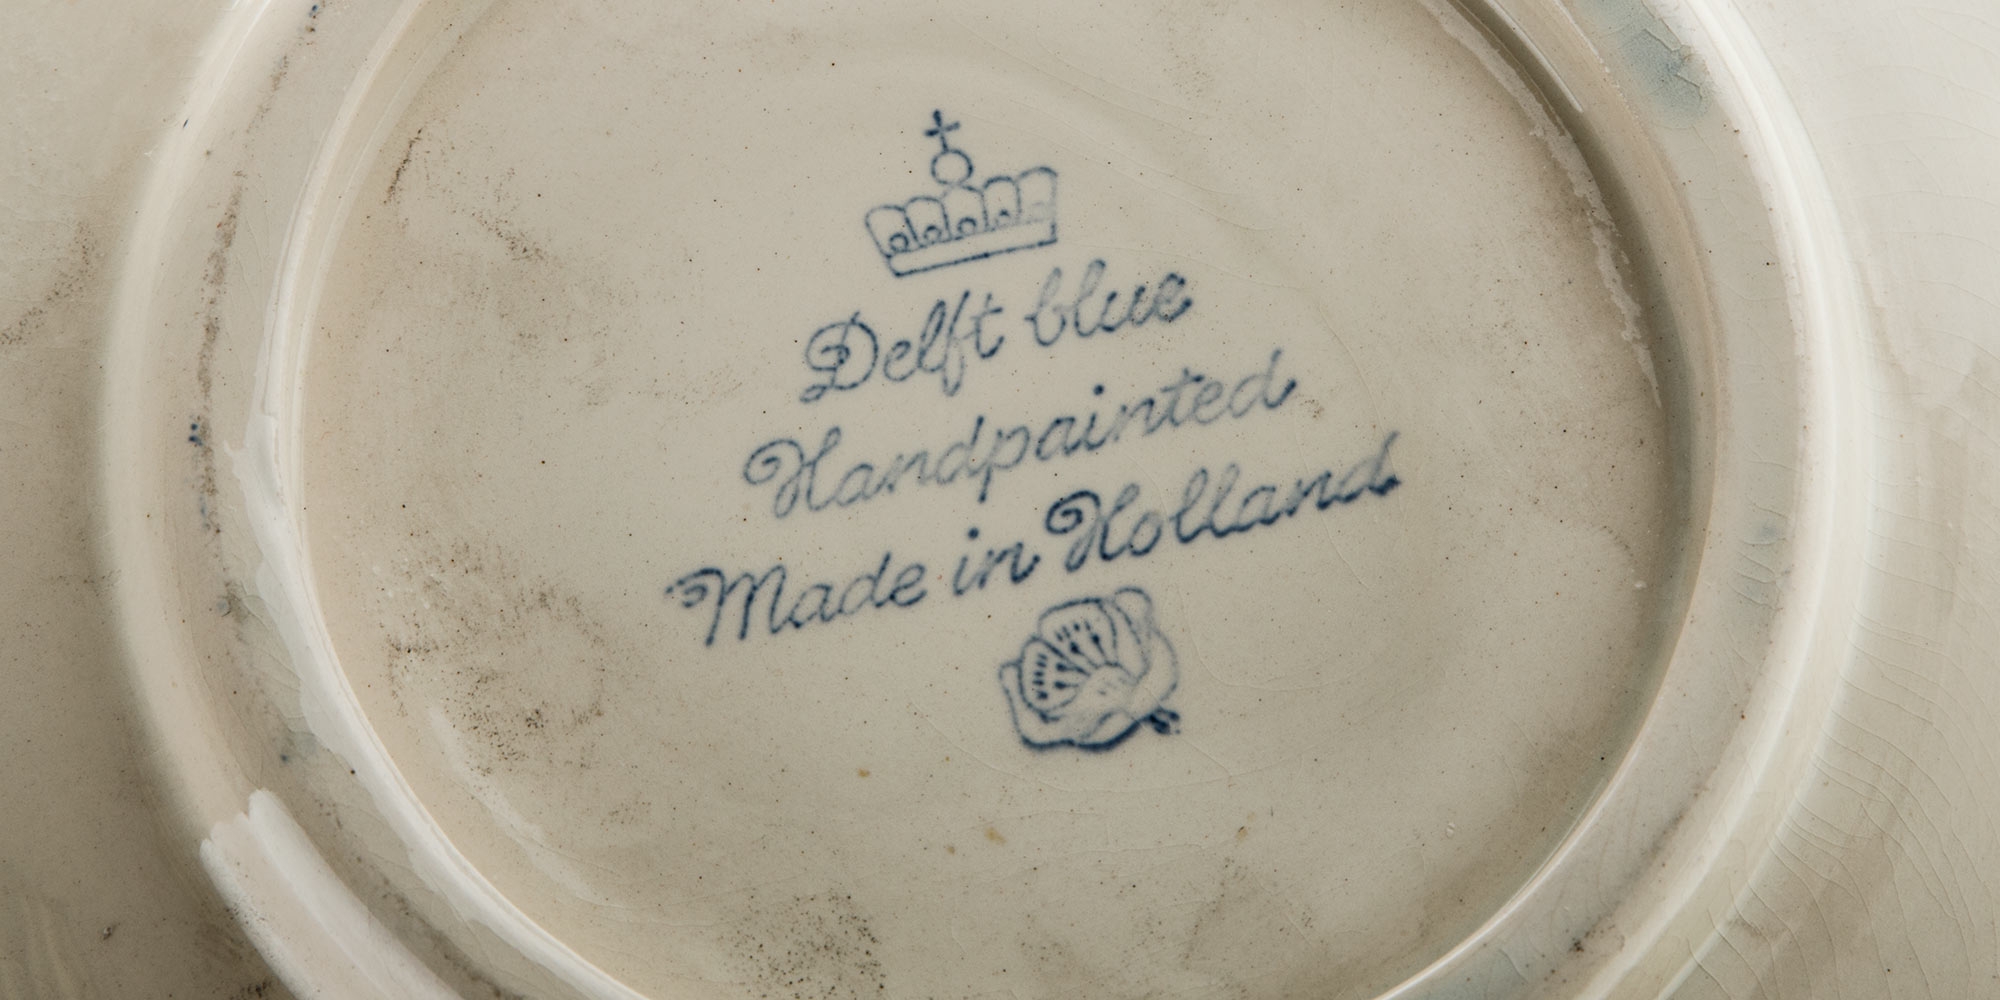 Delft blue
Handpainted
Made in Holland